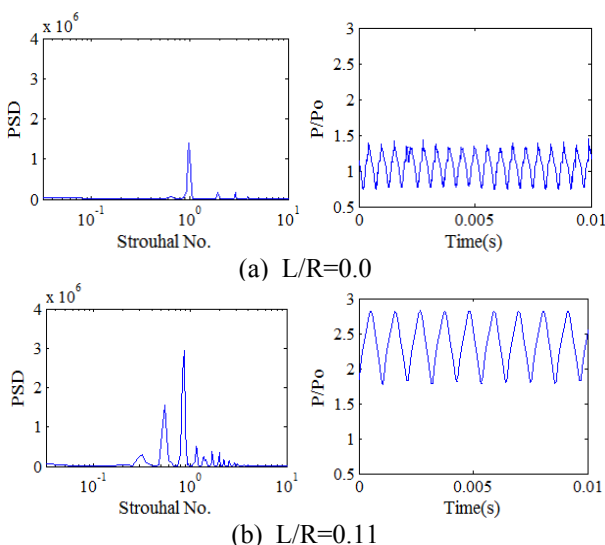 x 10^6
4
3
2
1
0
PSD
10^-1 10^0 10^1
Strouhal No.
3
2.5
2
1.5
1
0.5
P/Po
0 0.005 0.01
Time(s)
(a) L/R=0.0
x 10^6
4
3
2
1
0
PSD
10^-1 10^0 10^1
Strouhal No.
3
2.5
2
1.5
1
0.5
P/Po
0 0.005 0.01
Time(s)
(b) L/R=0.11